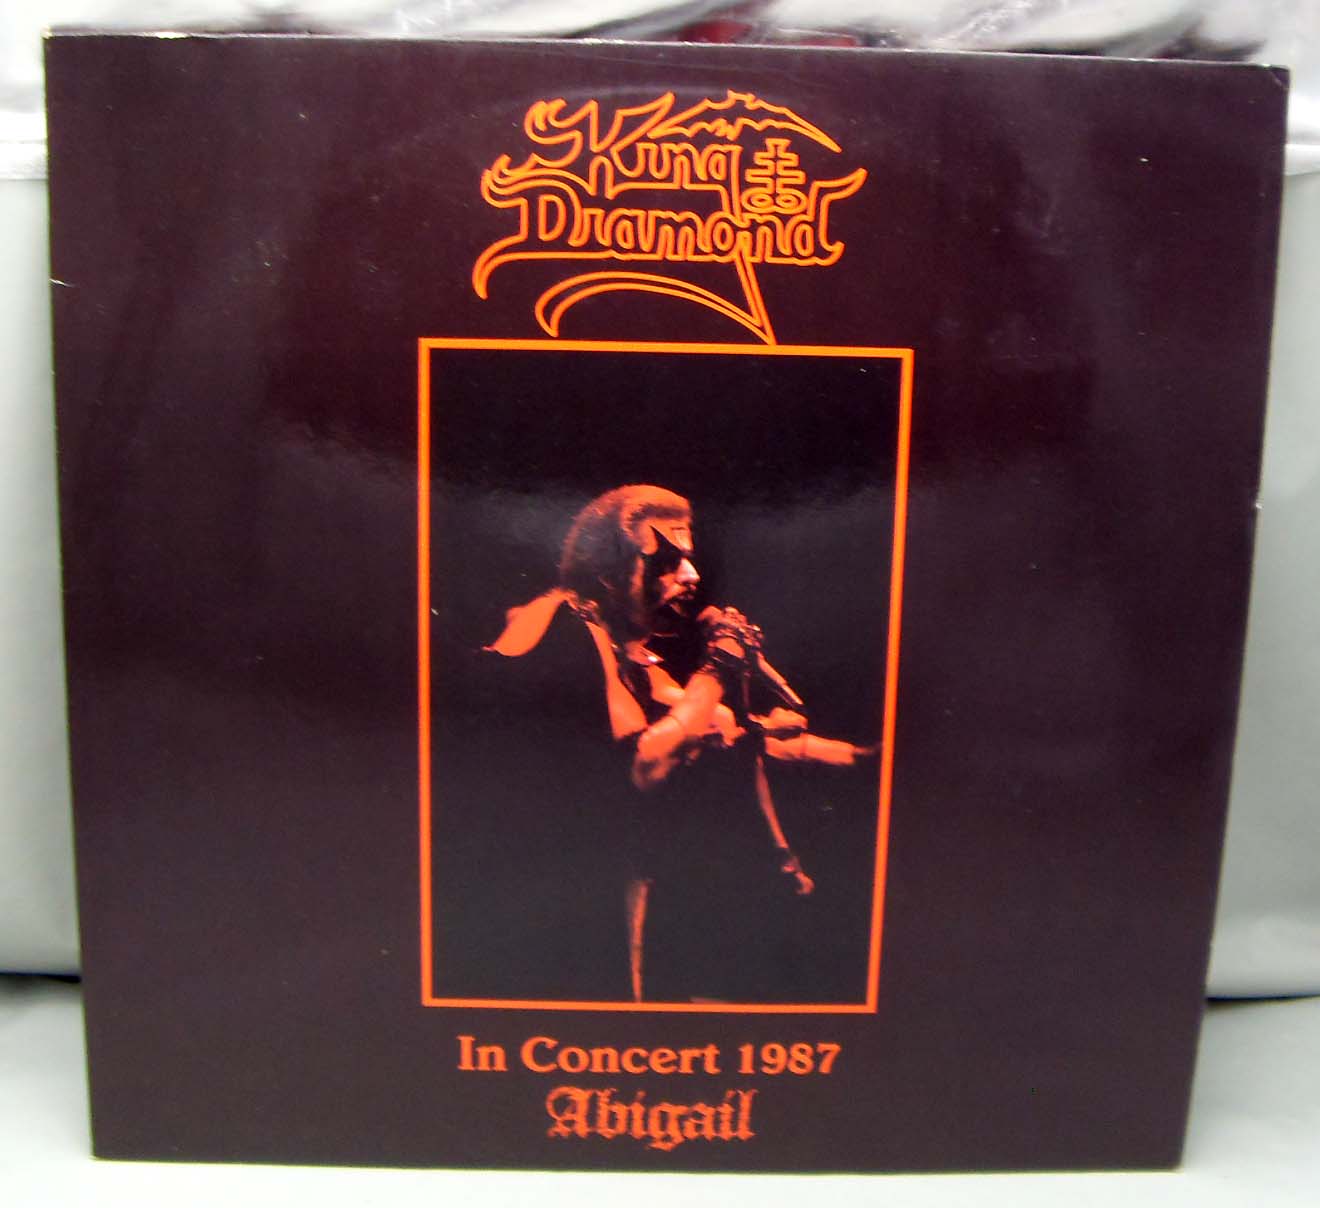 King
Diamond
In Concert 1987
Abigail